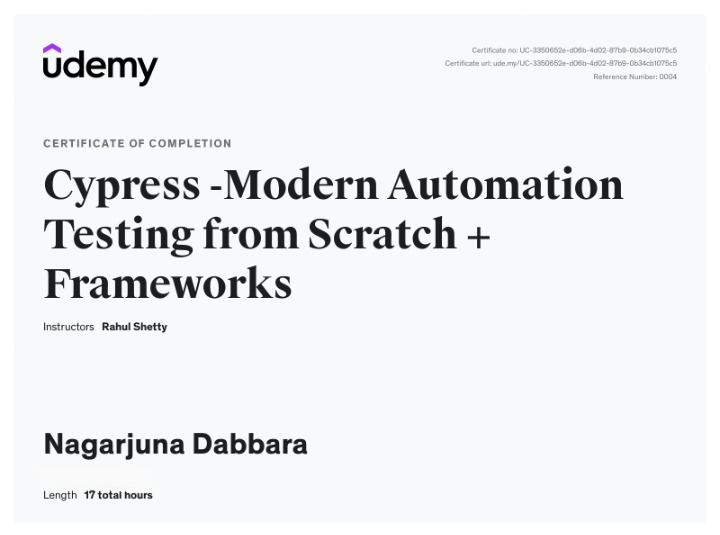 udemy
Certificate no: UC-3350652e-d06b-4d02-87b9-0b34cb1075c5
Certificate url: ude.my/UC-3350652e-d06b-4d02-87b9-0b34cb1075c5
Reference Number: 0004
CERTIFICATE OF COMPLETION
Cypress -Modern Automation
Testing from Scratch +
Frameworks
Instructors Rahul Shetty
Nagarjuna Dabbara
Length 17 total hours